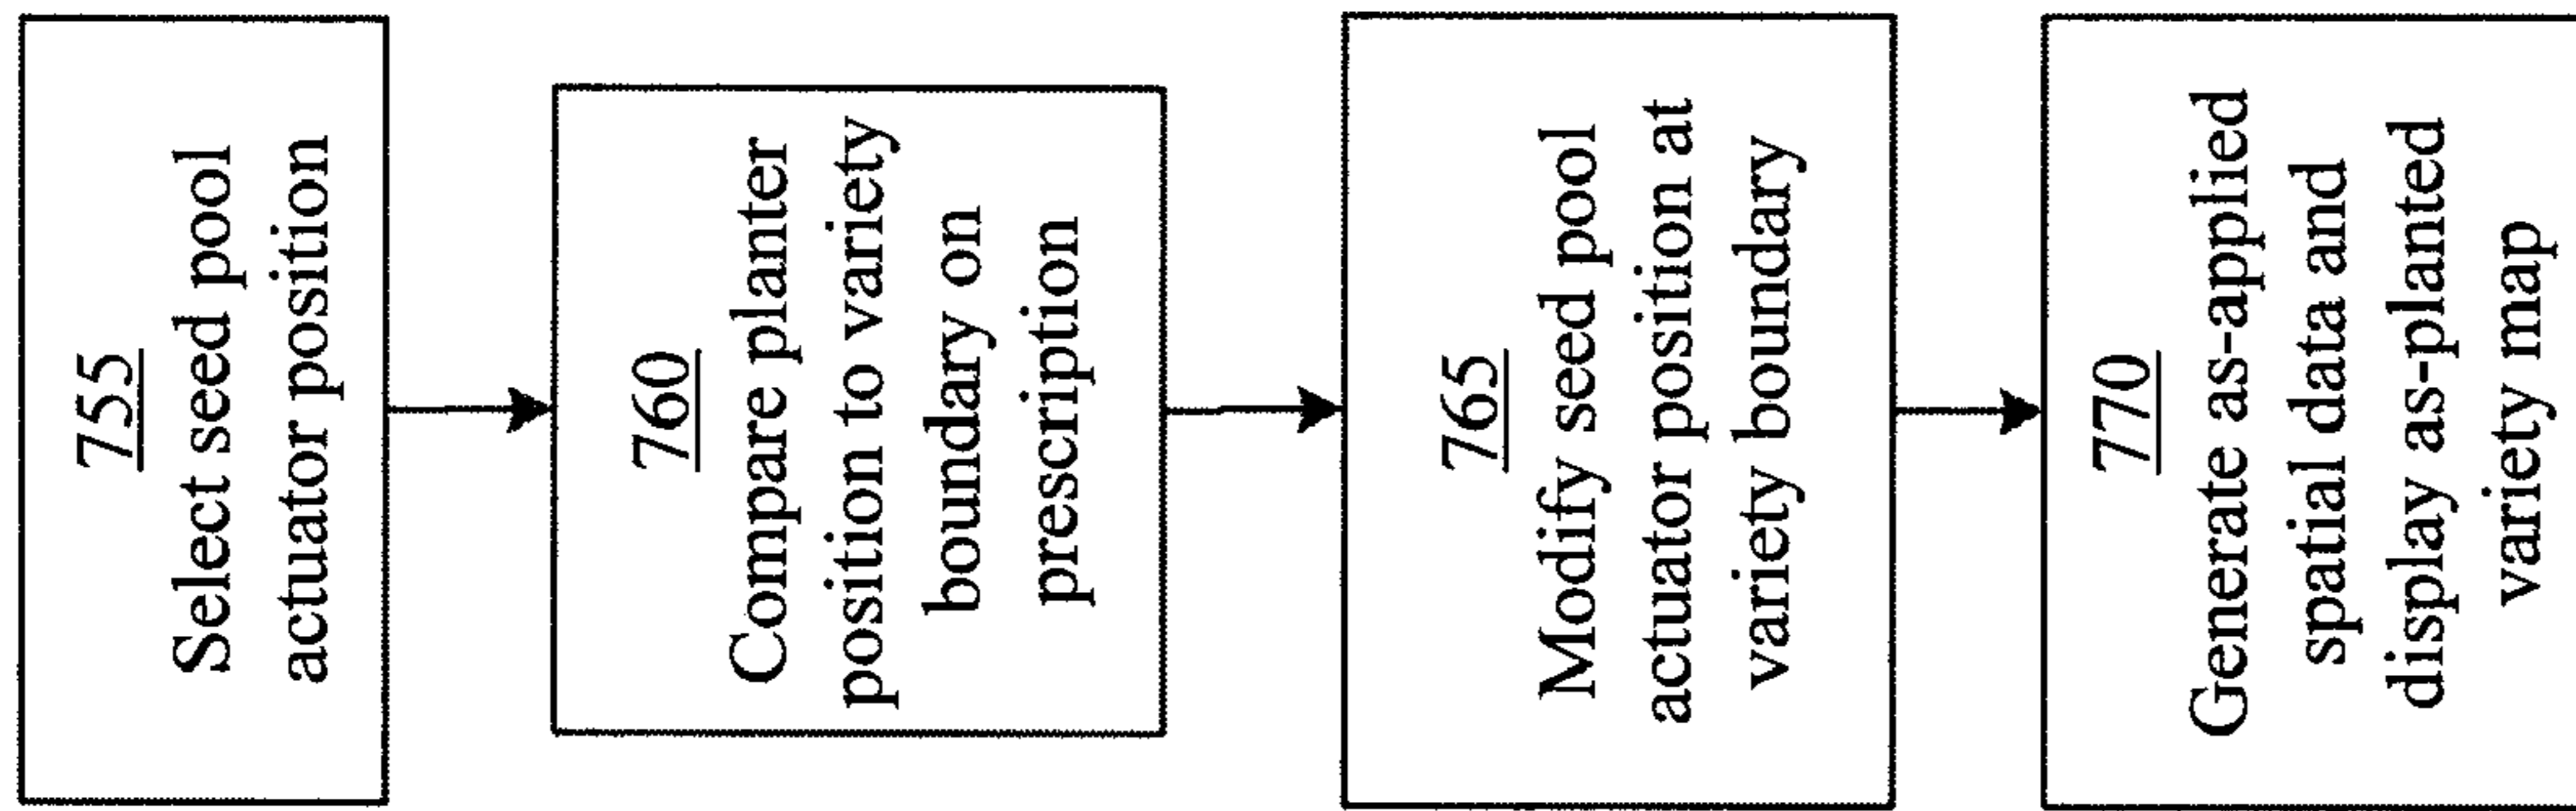 755
Select seed pool
actuator position
760
Compare planter
position to variety
boundary on
prescription
765
Modify seed pool
actuator position at
variety boundary
770
Generate as-applied
spatial data and
display as-planted
variety map